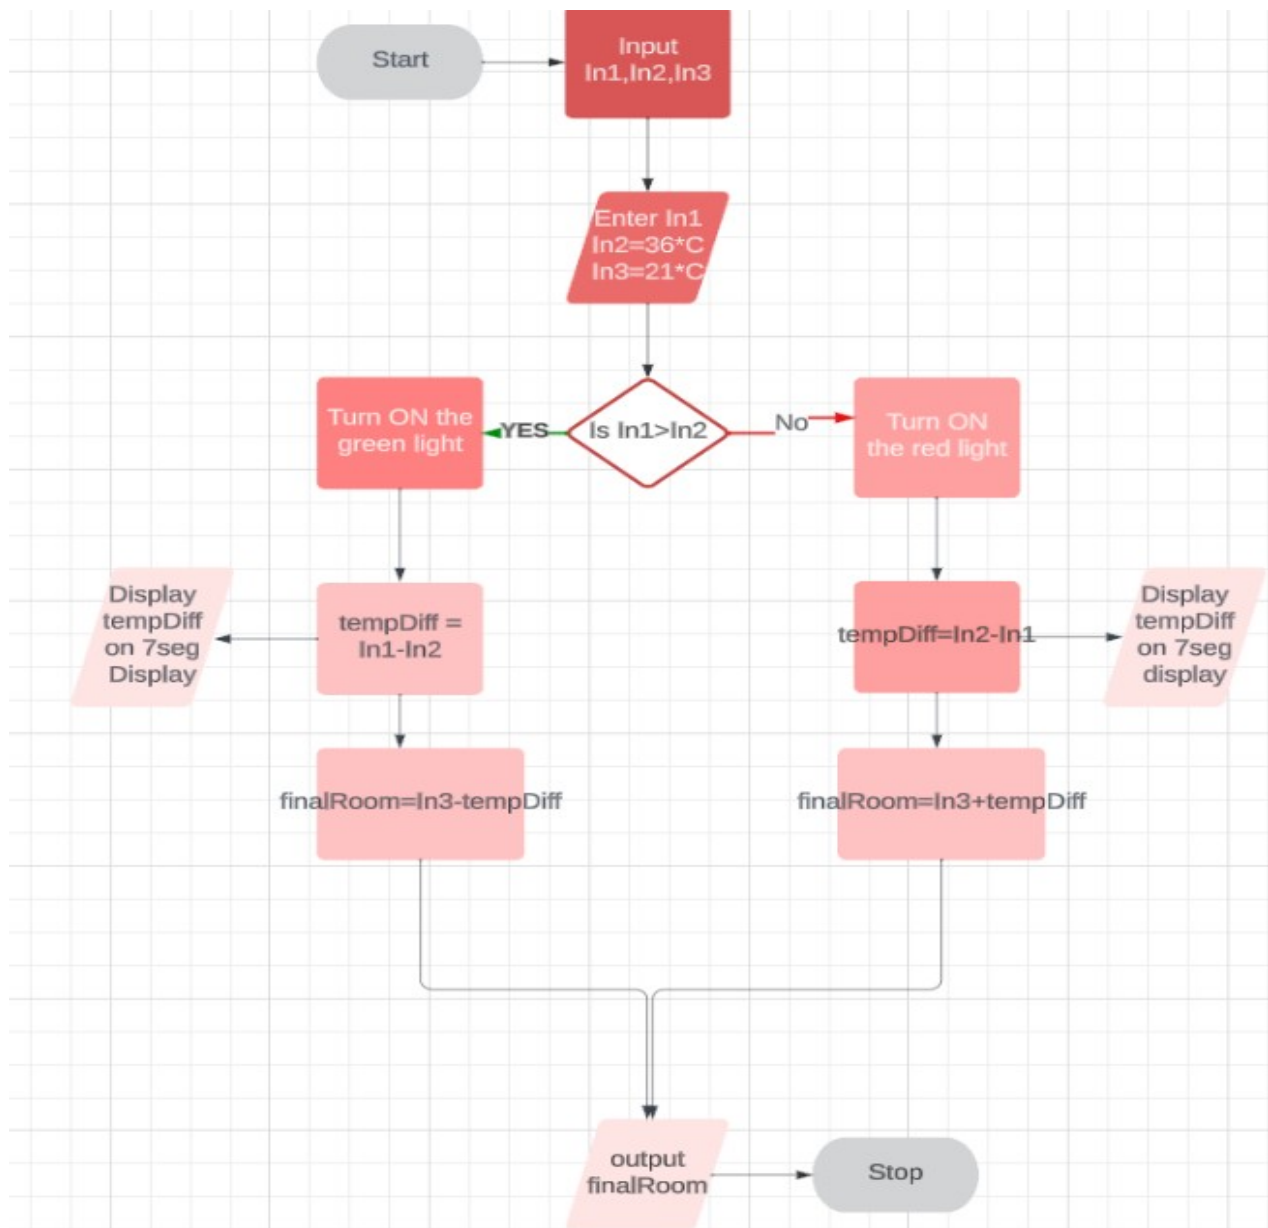 Start
Input
In1,In2,In3
Enter In1
In2=36*C
In3=21*C
Turn ON the
green light
YES
Is In1>In2
No
Turn ON
the red light
Display
tempDiff
on 7seg
Display
tempDiff =
In1-In2
tempDiff=In2-In1
Display
tempDiff
on 7seg
display
finalRoom=In3-tempDiff
finalRoom=In3+tempDiff
output
finalRoom
Stop